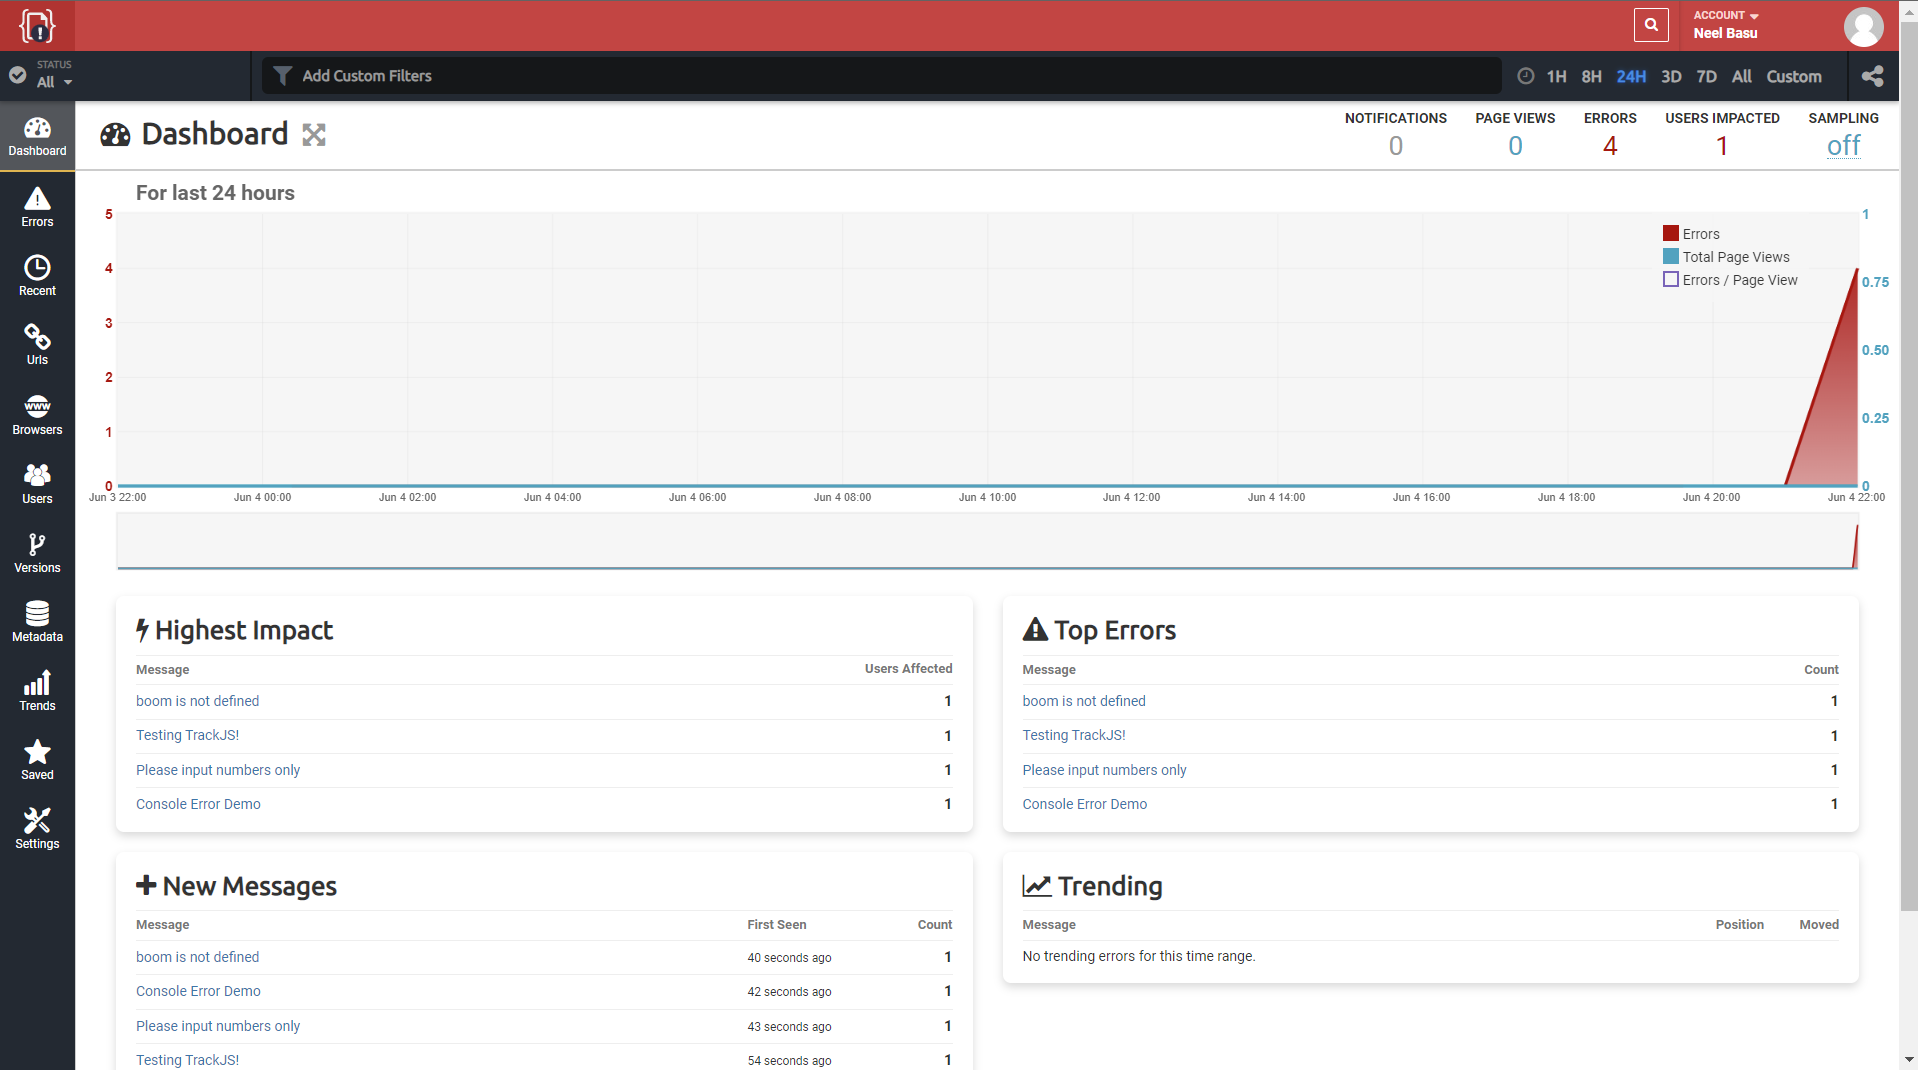 ACCOUNT
Neel Basu
STATUS
All
Add Custom Filters
1H 8H 24H 3D 7D All Custom
Dashboard
Errors
Recent
WWW
Urls
Browsers
Users
Versions
Metadata
Trends
Saved
Settings
Dashboard
NOTIFICATIONS PAGE VIEWS ERRORS USERS IMPACTED SAMPLING
0 0 4 1 off
For last 24 hours
5
4
3
2
1
0
Errors
Total Page Views
Errors / Page View
1
0.75
0.50
0.25
0
Jun 3 22:00 Jun 4 00:00 Jun 4 02:00 Jun 4 04:00 Jun 4 06:00 Jun 4 08:00 Jun 4 10:00 Jun 4 12:00 Jun 4 14:00 Jun 4 16:00 Jun 4 18:00 Jun 4 20:00 Jun 4 22:00
Highest Impact
Message Users Affected
boom is not defined 1
Testing TrackJS! 1
Please input numbers only 1
Console Error Demo 1
Top Errors
Message Count
boom is not defined 1
Testing TrackJS! 1
Please input numbers only 1
Console Error Demo 1
New Messages
Message First Seen Count
boom is not defined 40 seconds ago 1
Console Error Demo 42 seconds ago 1
Please input numbers only 43 seconds ago 1
Testing TrackJS! 54 seconds ago 1
Trending
Message Position Moved
No trending errors for this time range.